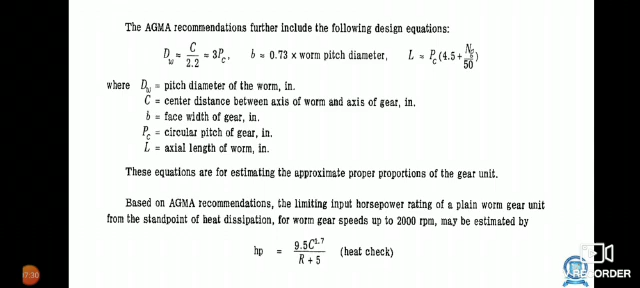 The AGMA recommendations further include the following design equations:
D_w ≈ C/2.2 ≈ 3P_c,  b ≈ 0.73 × worm pitch diameter,  L ≈ P_c(4.5 + N_g/50)
where D_w = pitch diameter of the worm, in.
C = center distance between axis of worm and axis of gear, in.
b = face width of gear, in.
P_c = circular pitch of gear, in.
L = axial length of worm, in.
These equations are for estimating the approximate proper proportions of the gear unit.
Based on AGMA recommendations, the limiting input horsepower rating of a plain worm gear unit
from the standpoint of heat dissipation, for worm gear speeds up to 2000 rpm, may be estimated by
hp = 9.5C^1.7/(R + 5) (heat check)
17:30
RECORDER